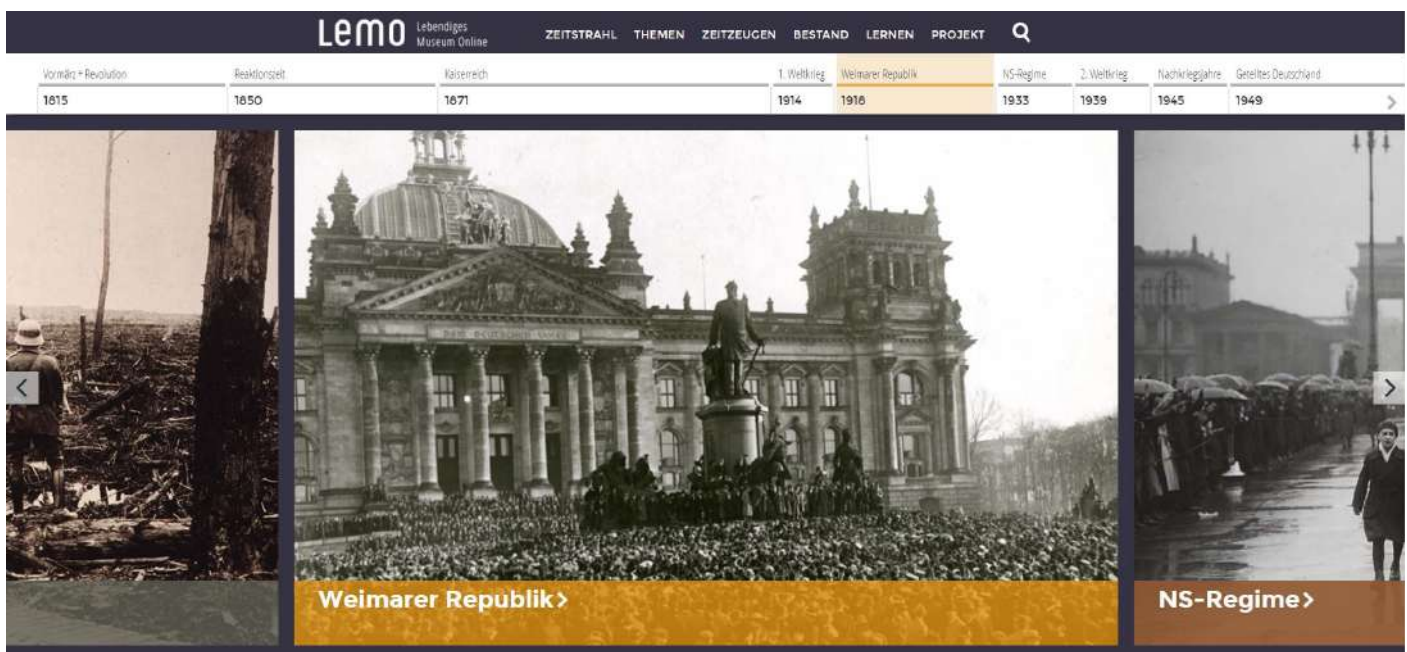 Lemo Lebendiges
Museum Online
ZEITSTRAHL THEMEN ZEITZEUGEN BESTAND LERNEN PROJEKT
Vormärz + Revolution Reaktionszeit Kaiserreich 1. Weltkrieg Weimarer Republik NS-Regime 2. Weltkrieg Nachkriegsjahre Geteiltes Deutschland
1815 1850 1871 1914 1918 1933 1939 1945 1949
DEM DEUTSCHEN VOLKE
Weimarer Republik>
NS-Regime>